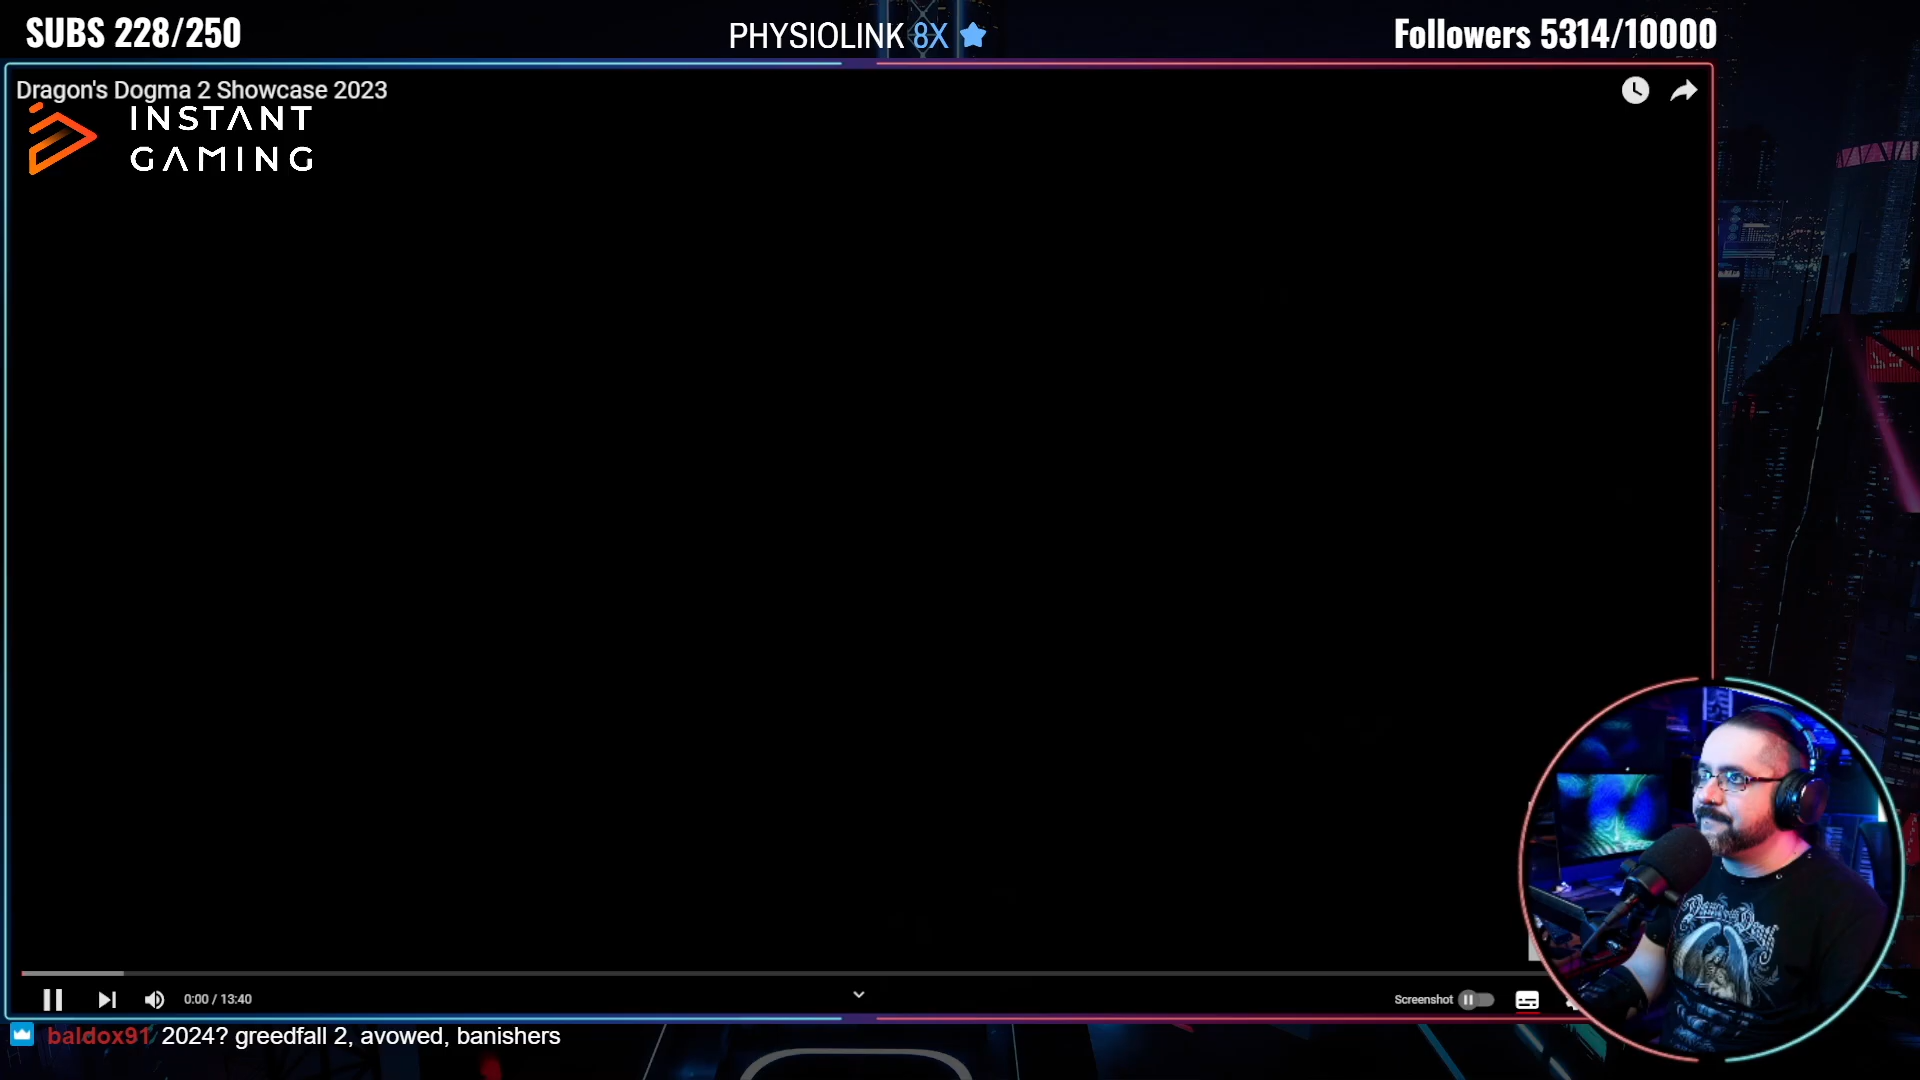 SUBS 228/250
PHYSIOLINK 8X
Followers 5314/10000
Dragon's Dogma 2 Showcase 2023
INSTANT
GAMING
0:00 / 13:40
Screenshot
baldox91 2024? greedfall 2, avowed, banishers